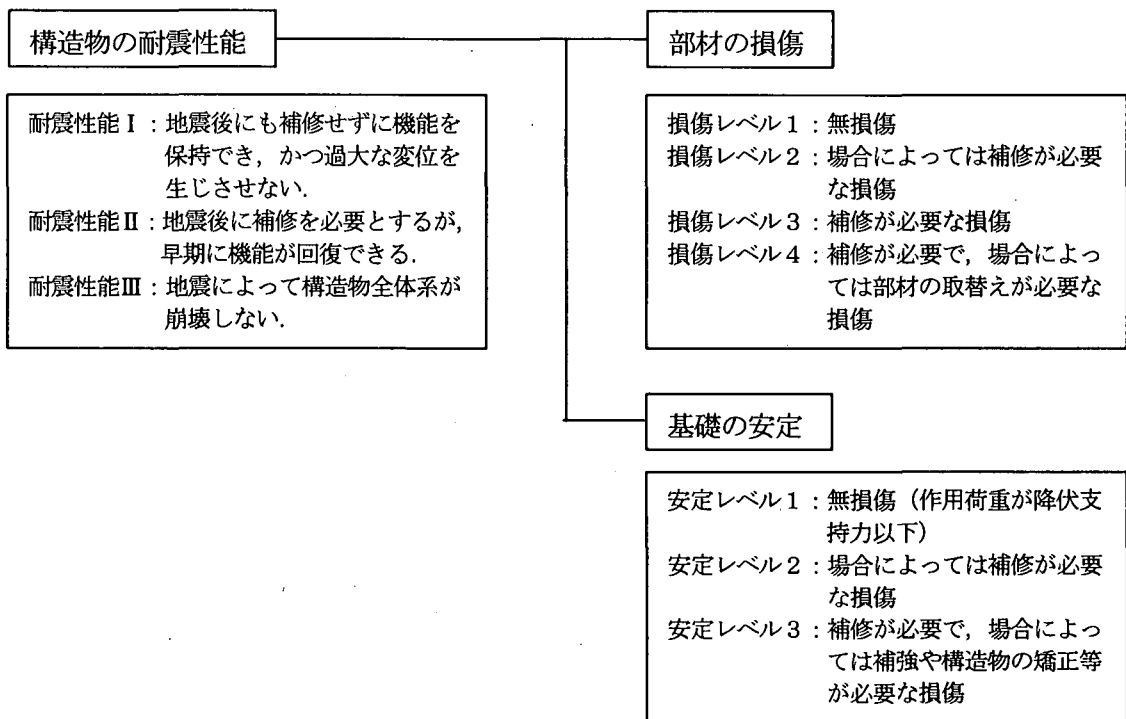 構造物の耐震性能
耐震性能Ⅰ:地震後にも補修せずに機能を
保持でき,かつ過大な変位を
生じさせない.
耐震性能Ⅱ:地震後に補修を必要とするが,
早期に機能が回復できる.
耐震性能Ⅲ:地震によって構造物全体系が
崩壊しない.
部材の損傷
損傷レベル1:無損傷
損傷レベル2:場合によっては補修が必要
な損傷
損傷レベル3:補修が必要な損傷
損傷レベル4:補修が必要で,場合によっ
ては部材の取替えが必要な
損傷
基礎の安定
安定レベル1:無損傷(作用荷重が降伏支
持力以下)
安定レベル2:場合によっては補修が必要
な損傷
安定レベル3:補修が必要で,場合によっ
ては補強や構造物の矯正等
が必要な損傷